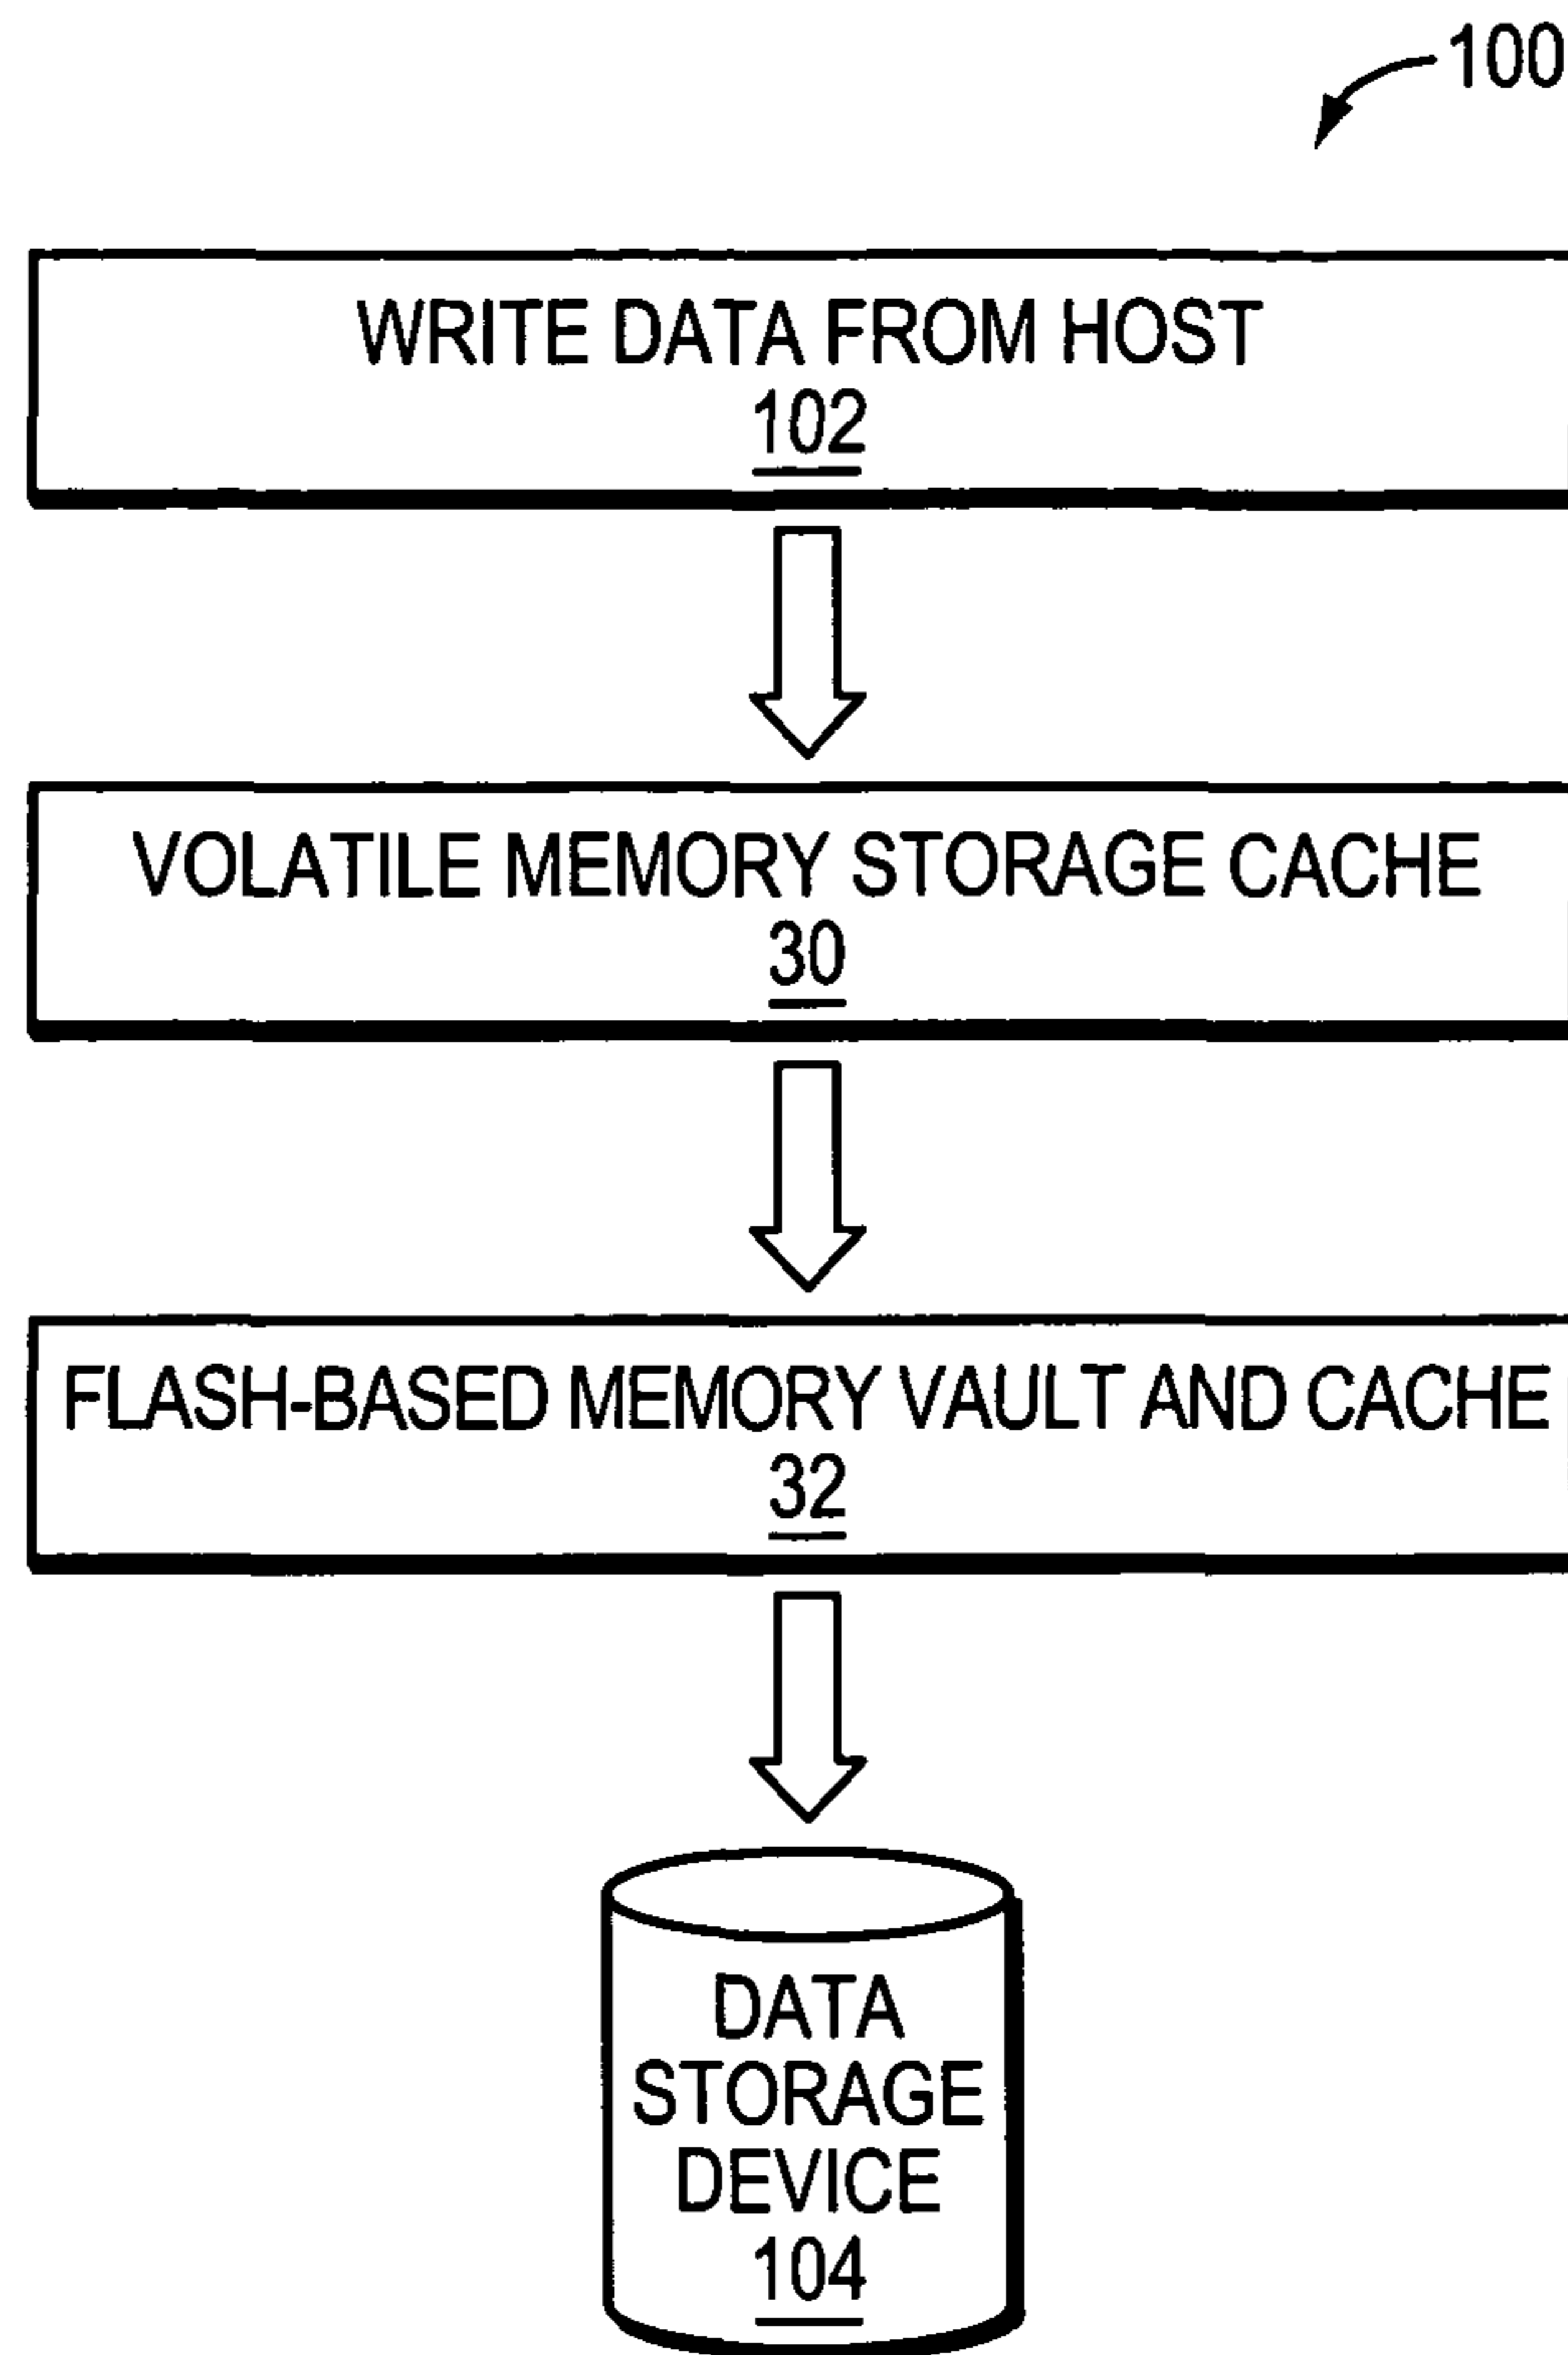 100
WRITE DATA FROM HOST
102
VOLATILE MEMORY STORAGE CACHE
30
FLASH-BASED MEMORY VAULT AND CACHE
32
DATA
STORAGE
DEVICE
104